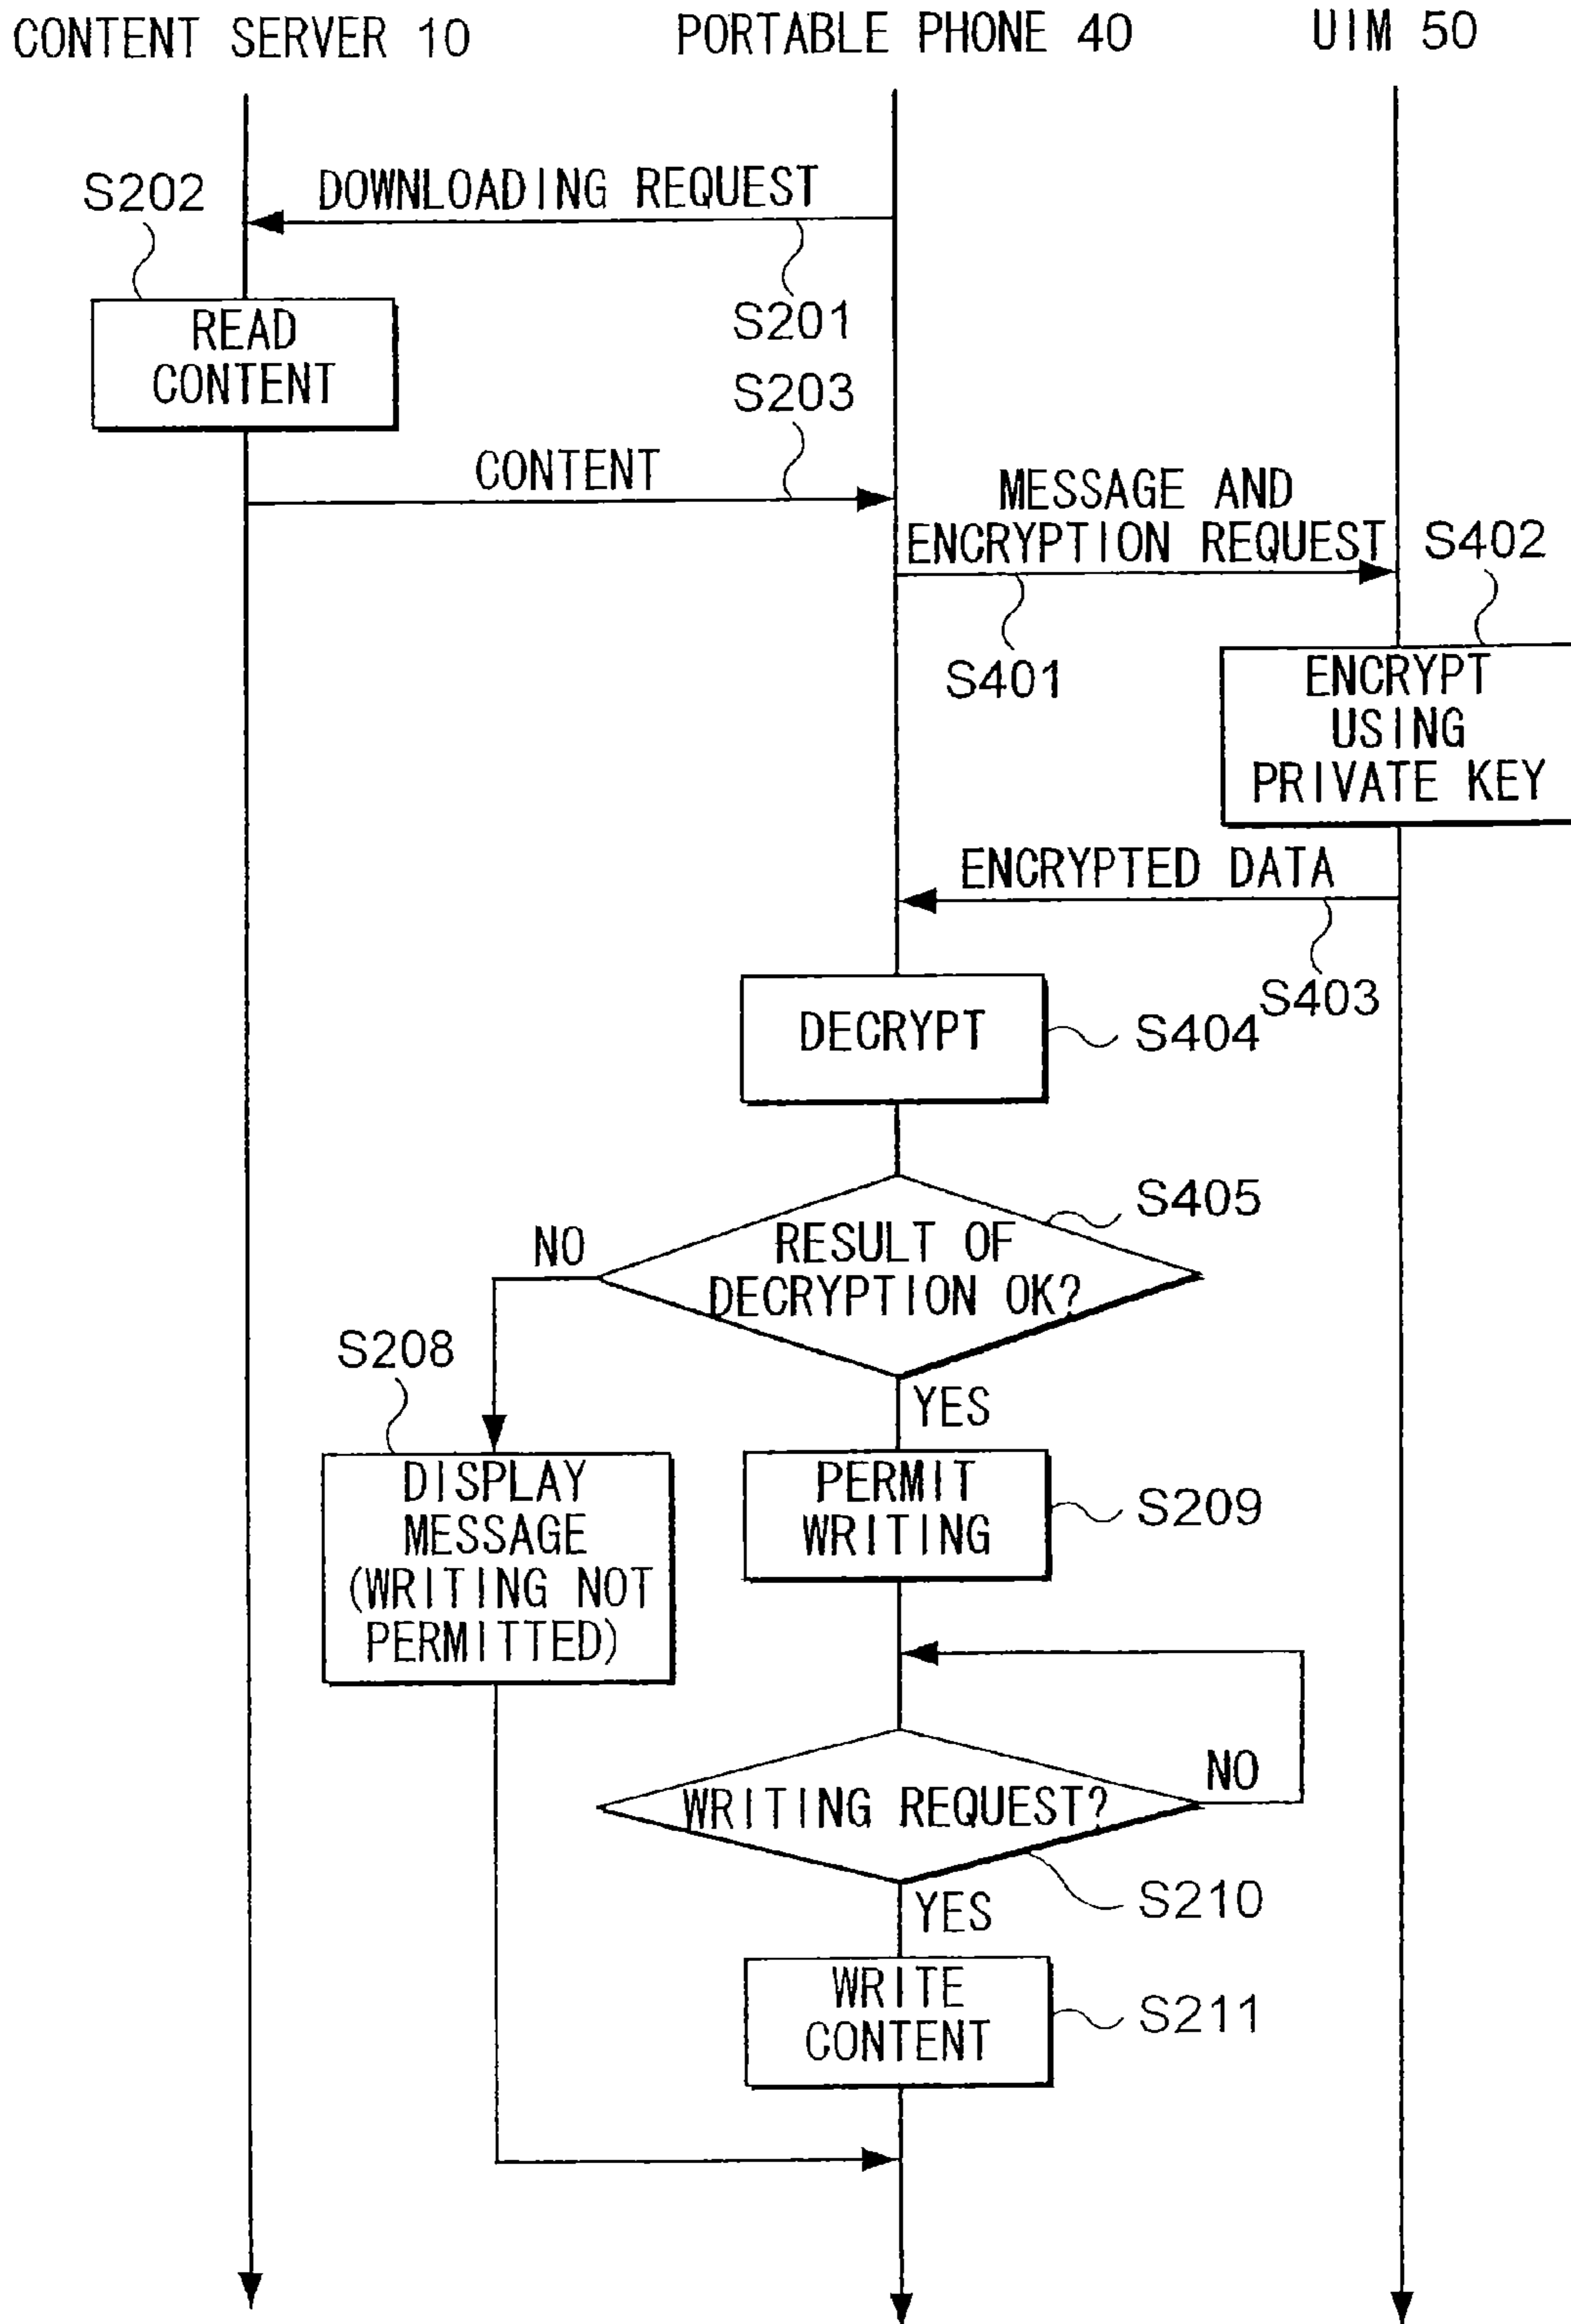 CONTENT SERVER 10
PORTABLE PHONE 40
UIM 50
S202
DOWNLOADING REQUEST
S201
READ
CONTENT
S203
CONTENT
MESSAGE AND
ENCRYPTION REQUEST
S402
S401
ENCRYPT
USING
PRIVATE KEY
ENCRYPTED DATA
S403
DECRYPT
S404
S405
NO
RESULT OF
DECRYPTION OK?
S208
YES
DISPLAY
MESSAGE
(WRITING NOT
PERMITTED)
PERMIT
WRITING
S209
NO
WRITING REQUEST?
S210
YES
WRITE
CONTENT
S211